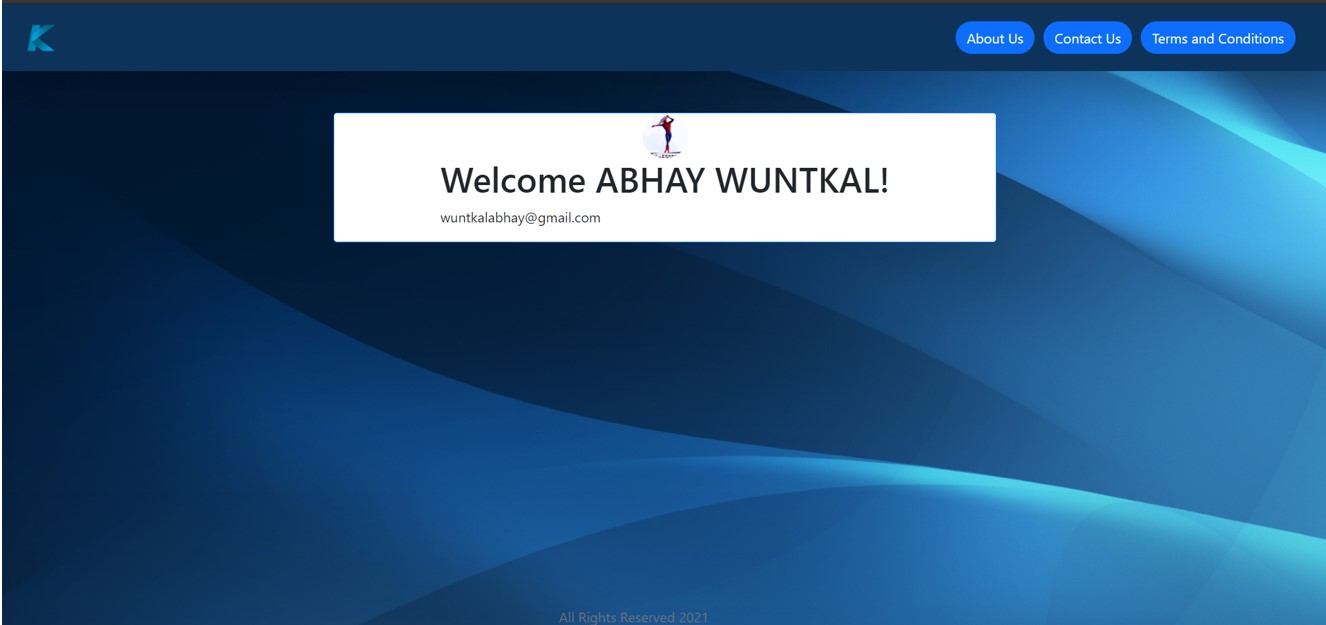 K
About Us
Contact Us
Terms and Conditions
Welcome ABHAY WUNTKAL!
wuntkalabhay@gmail.com
All Rights Reserved 2021